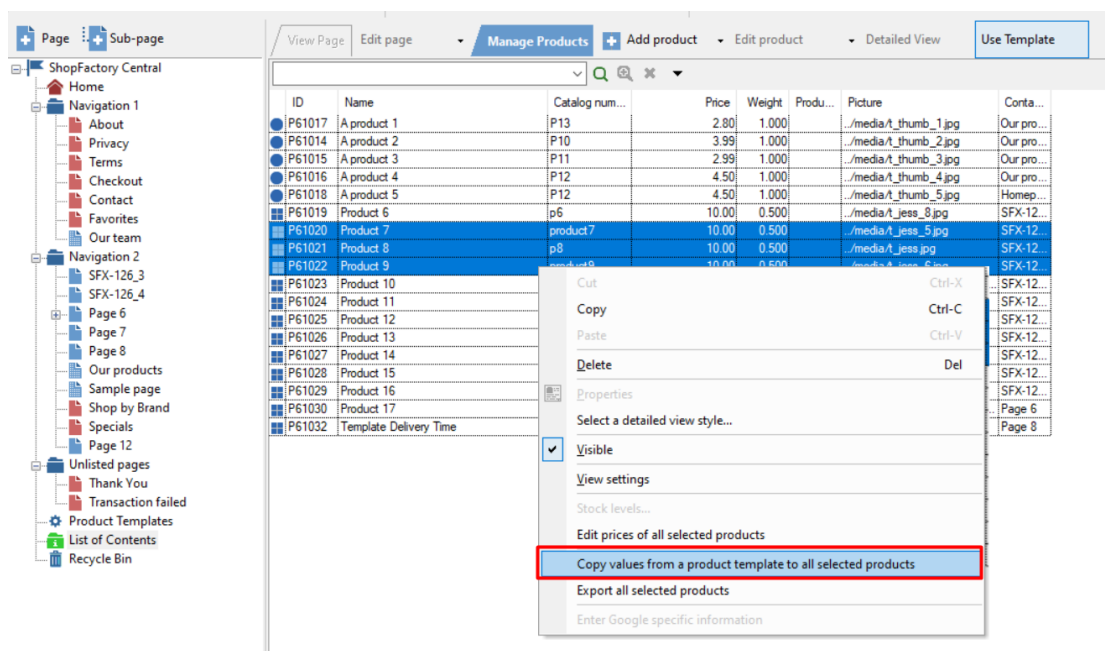 Page Sub-page
View Page Edit page Manage Products Add product Edit product Detailed View Use Template
ShopFactory Central
Home
Navigation 1
About
Privacy
Terms
Checkout
Contact
Favorites
Our team
Navigation 2
SFX-126_3
SFX-126_4
Page 6
Page 7
Page 8
Our products
Sample page
Shop by Brand
Specials
Page 12
Unlisted pages
Thank You
Transaction failed
Product Templates
List of Contents
Recycle Bin
ID Name Catalog num... Price Weight Produ... Picture Conta...
P61017 A product 1 P13 2.80 1.000 ../media/t_thumb_1.jpg Our pro...
P61014 A product 2 P10 3.99 1.000 ../media/t_thumb_2.jpg Our pro...
P61015 A product 3 P11 2.99 1.000 ../media/t_thumb_3.jpg Our pro...
P61016 A product 4 P12 4.50 1.000 ../media/t_thumb_4.jpg Our pro...
P61018 A product 5 P12 4.50 1.000 ../media/t_thumb_5.jpg Homep...
P61019 Product 6 p6 10.00 0.500 ../media/t_jess_8.jpg SFX-12...
P61020 Product 7 product7 10.00 0.500 ../media/t_jess_5.jpg SFX-12...
P61021 Product 8 p8 10.00 0.500 ../media/t_jess.jpg SFX-12...
P61022 Product 9 product9 10.00 0.500 ../media/t_jess_6.jpg SFX-12...
P61023 Product 10 SFX-12...
P61024 Product 11 SFX-12...
P61025 Product 12 SFX-12...
P61026 Product 13 SFX-12...
P61027 Product 14 SFX-12...
P61028 Product 15 SFX-12...
P61029 Product 16 SFX-12...
P61030 Product 17 Page 6
P61032 Template Delivery Time Page 8
Cut Ctrl-X
Copy Ctrl-C
Paste Ctrl-V
Delete Del
Properties
Select a detailed view style...
Visible
View settings
Stock levels...
Edit prices of all selected products
Copy values from a product template to all selected products
Export all selected products
Enter Google specific information